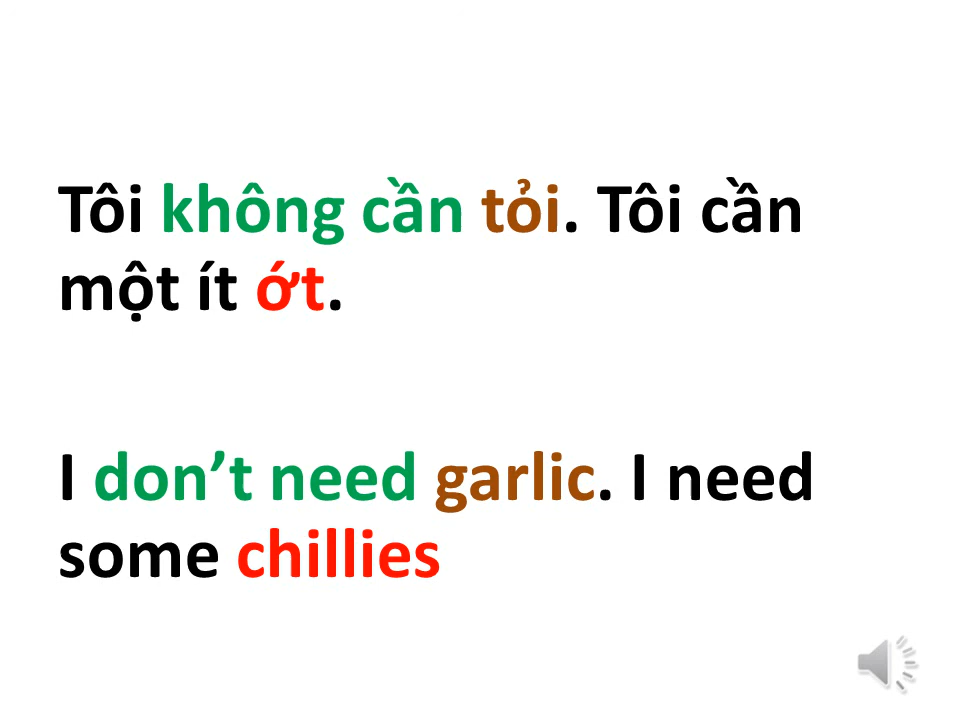 Tôi không cần tỏi. Tôi cần
một ít ớt.
I don’t need garlic. I need
some chillies